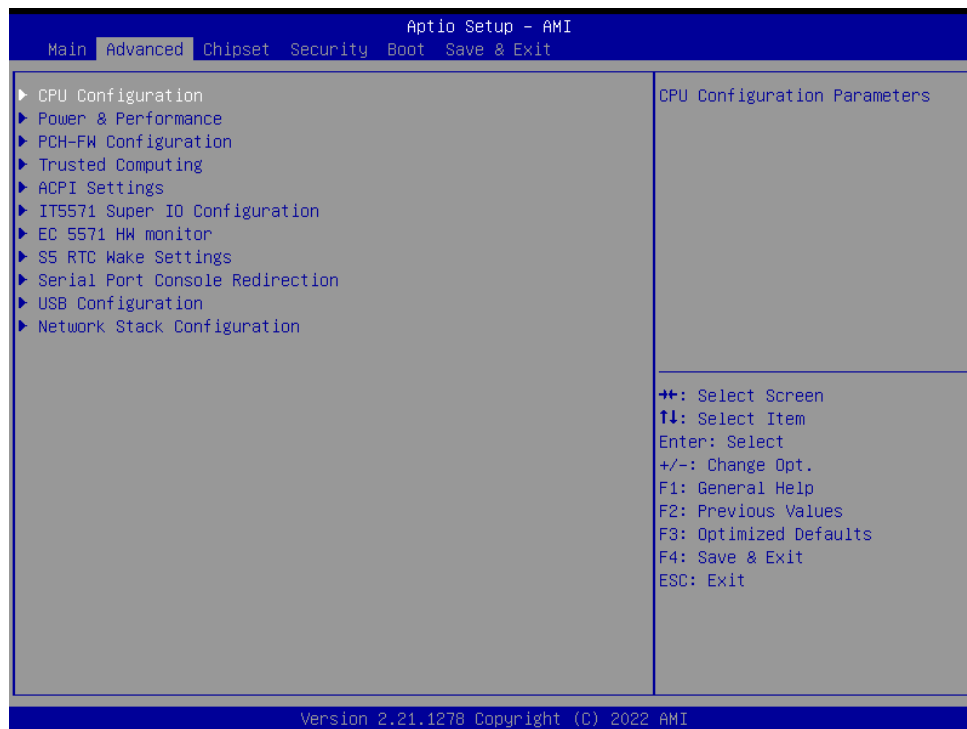 Aptio Setup – AMI
Main Advanced Chipset Security Boot Save & Exit
▶ CPU Configuration
▶ Power & Performance
▶ PCH-FW Configuration
▶ Trusted Computing
▶ ACPI Settings
▶ IT5571 Super IO Configuration
▶ EC 5571 HW monitor
▶ S5 RTC Wake Settings
▶ Serial Port Console Redirection
▶ USB Configuration
▶ Network Stack Configuration
CPU Configuration Parameters
→←: Select Screen
↑↓: Select Item
Enter: Select
+/-: Change Opt.
F1: General Help
F2: Previous Values
F3: Optimized Defaults
F4: Save & Exit
ESC: Exit
Version 2.21.1278 Copyright (C) 2022 AMI